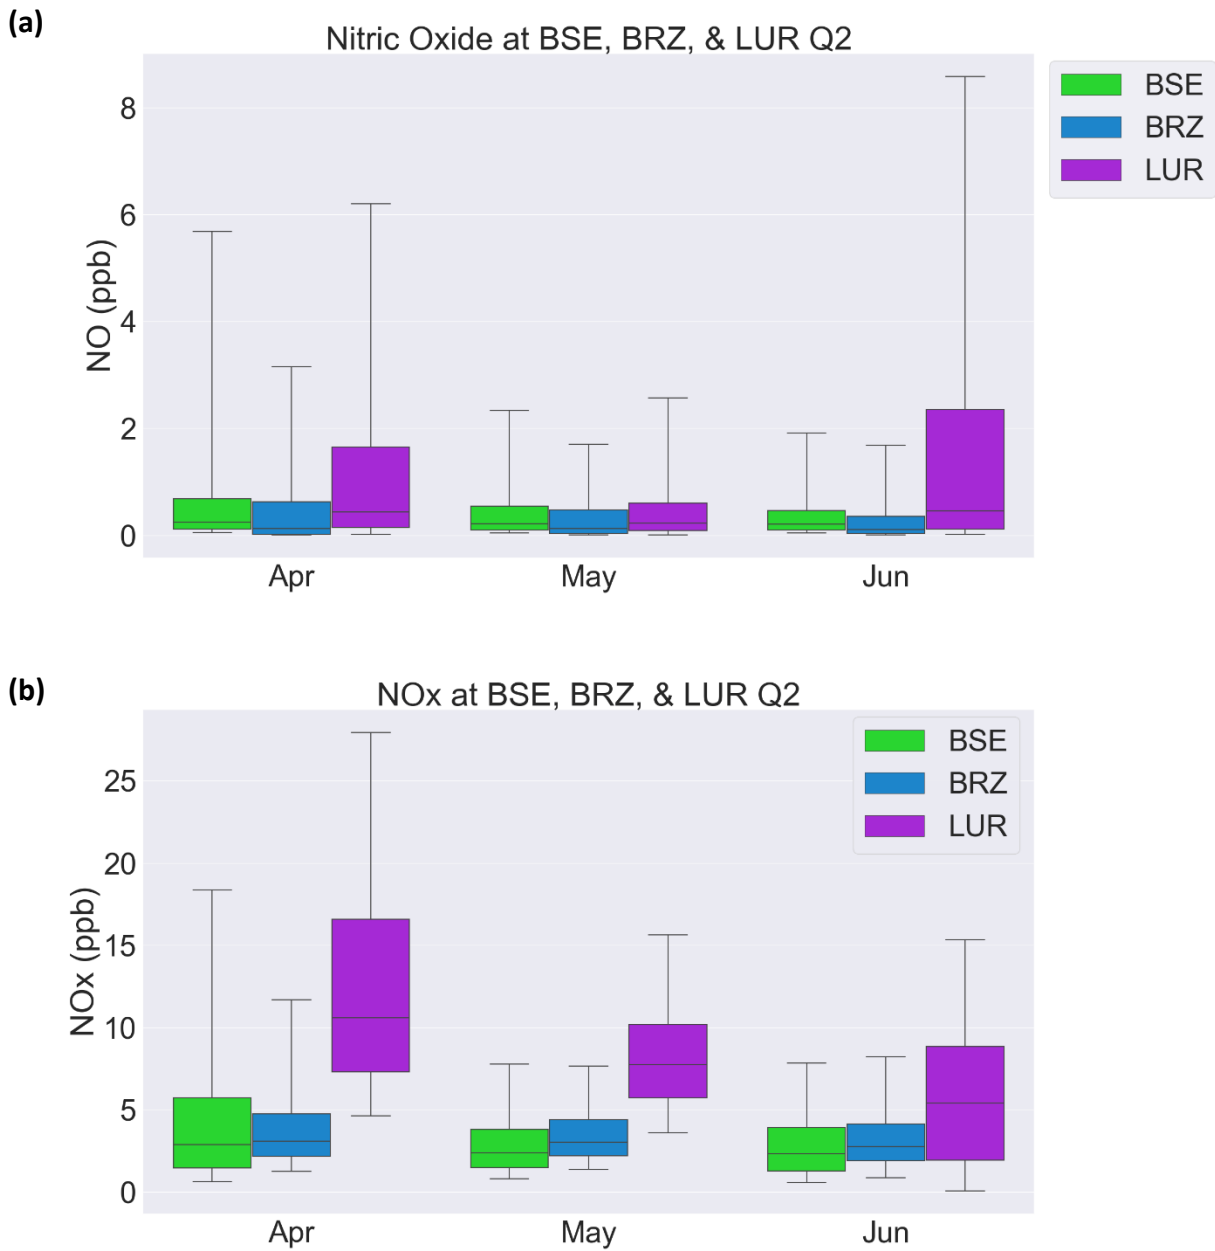 (a)
Nitric Oxide at BSE, BRZ, & LUR Q2
NO (ppb)
8
6
4
2
0
Apr May Jun
BSE
BRZ
LUR
(b)
NOx at BSE, BRZ, & LUR Q2
NOx (ppb)
25
20
15
10
5
0
Apr May Jun
BSE
BRZ
LUR